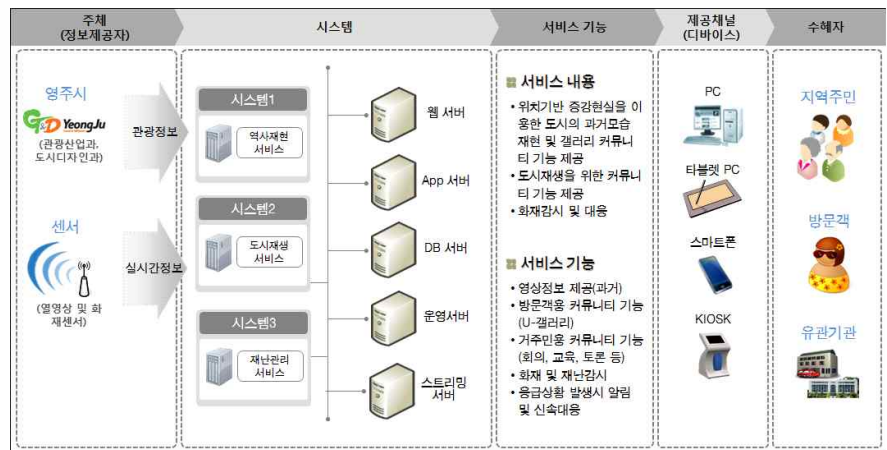 주체
(정보제공자)
시스템
서비스 기능
제공채널
(디바이스)
수혜자
영주시
G&D YeongJu
(관광산업과,
도시디자인과)
관광정보
센서
(열영상 및 화
재센서)
실시간정보
시스템1
역사재현
서비스
시스템2
도시재생
서비스
시스템3
재난관리
서비스
웹 서버
App 서버
DB 서버
운영서버
스트리밍
서버
서비스 내용
• 위치기반 증강현실을 이
용한 도시의 과거모습
재현 및 갤러리 커뮤니
티 기능 제공
• 도시재생을 위한 커뮤니
티 기능 제공
• 화재감시 및 대응
서비스 기능
• 영상정보 제공(과거)
• 방문객용 커뮤니티 기능
(U-갤러리)
• 거주민용 커뮤니티 기능
(회의, 교육, 토론 등)
• 화재 및 재난감시
• 응급상황 발생시 알림
및 신속대응
PC
타블렛 PC
스마트폰
KIOSK
지역주민
방문객
유관기관